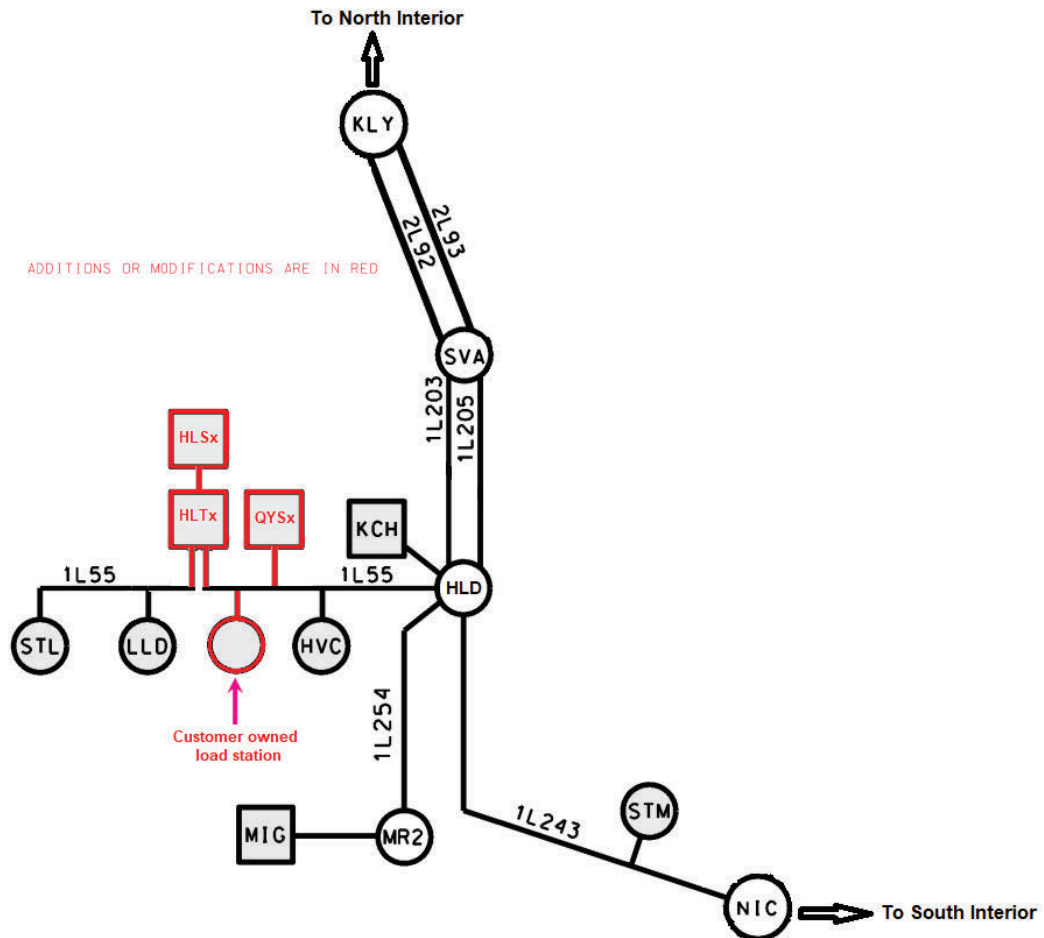 To North Interior
KLY
2L92
2L93
ADDITIONS OR MODIFICATIONS ARE IN RED
SVA
1L203
1L205
HLSx
HLTx
QYSx
KCH
1L55
1L55
HLD
STL
LLD
HVC
Customer owned
load station
1L254
1L243
STM
MIG
MR2
NIC
To South Interior